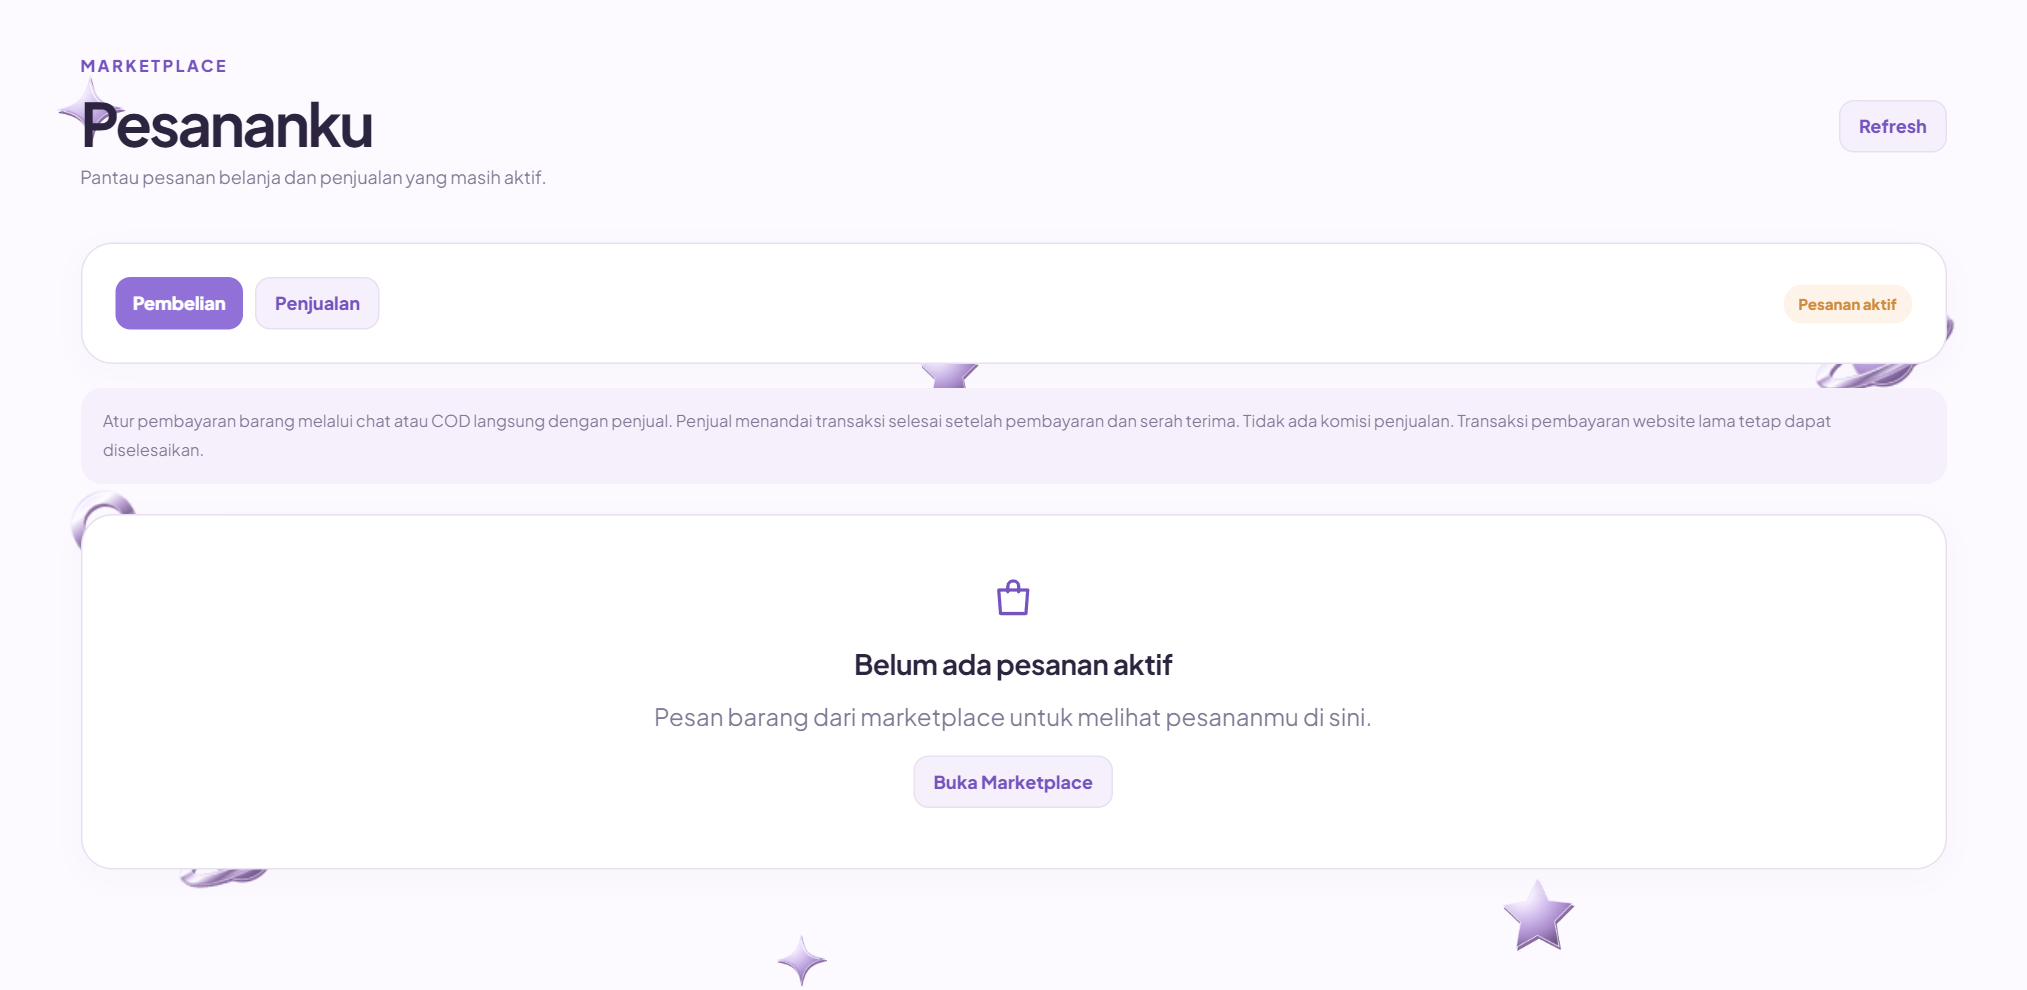 MARKETPLACE
Pesananku
Refresh
Pantau pesanan belanja dan penjualan yang masih aktif.
Pembelian
Penjualan
Pesanan aktif
Atur pembayaran barang melalui chat atau COD langsung dengan penjual. Penjual menandai transaksi selesai setelah pembayaran dan serah terima. Tidak ada komisi penjualan. Transaksi pembayaran website lama tetap dapat
diselesaikan.
Belum ada pesanan aktif
Pesan barang dari marketplace untuk melihat pesananmu di sini.
Buka Marketplace